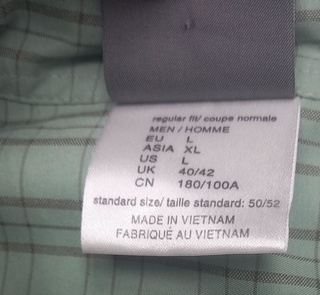 regular fit/ coupe normale
MEN / HOMME
EU L
ASIA XL
US L
UK 40/42
CN 180/100A
standard size/ taille standard: 50/52
MADE IN VIETNAM
FABRIQUÉ AU VIETNAM